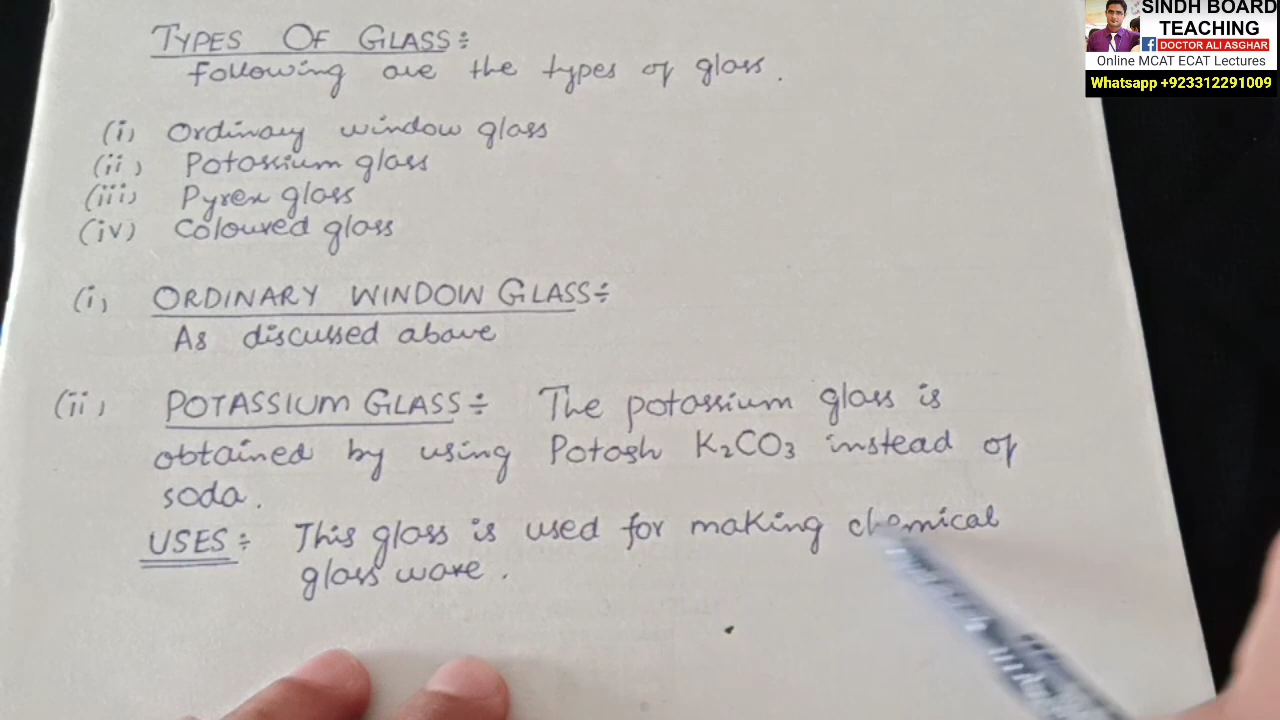 SINDH BOARD
TEACHING
f DOCTOR ALI ASGHAR
Online MCAT ECAT Lectures
Whatsapp +923312291009
TYPES OF GLASS:
Following are the types of glass.
(i) Ordinary window glass
(ii) Potassium glass
(iii) Pyrex glass
(iv) Coloured glass
(i) ORDINARY WINDOW GLASS:
As discussed above
(ii) POTASSIUM GLASS: The potassium glass is
obtained by using Potash K₂CO₃ instead of
soda.
USES: This glass is used for making chemical
glass ware.